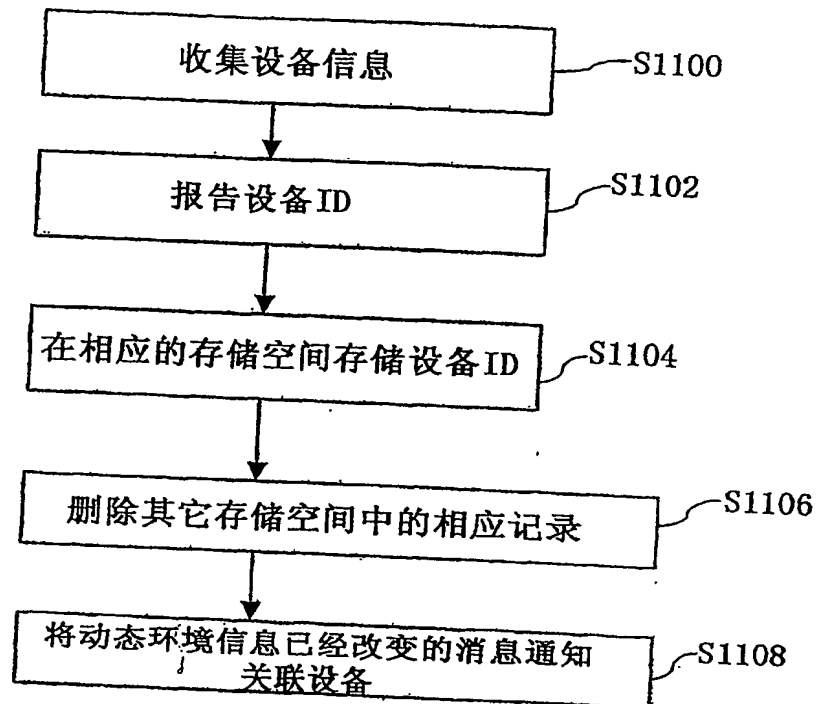 收集设备信息
S1100
报告设备ID
S1102
在相应的存储空间存储设备ID
S1104
删除其它存储空间中的相应记录
S1106
将动态环境信息已经改变的消息通知
关联设备
S1108